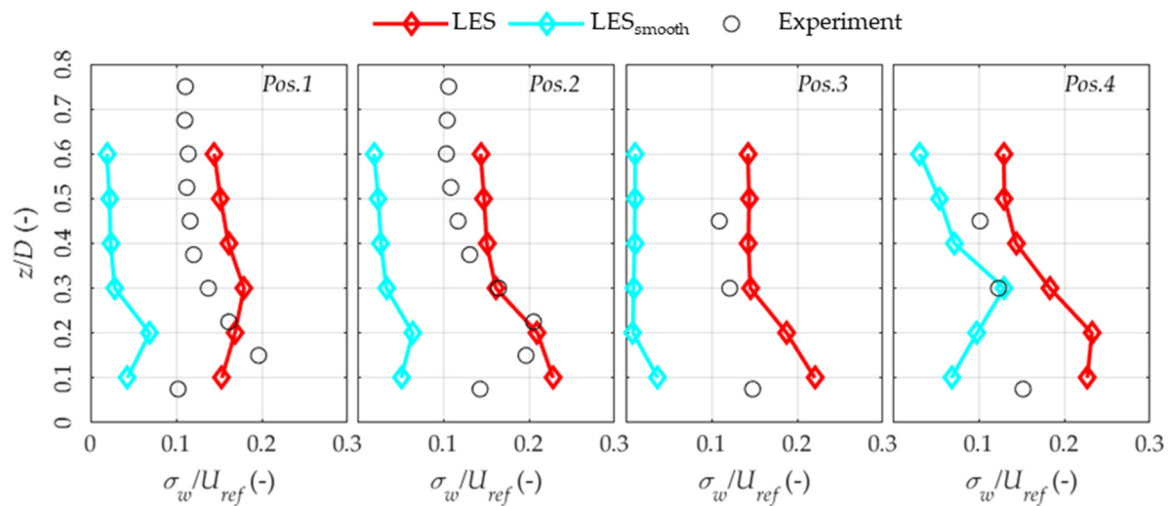 LES LES_smooth Experiment
0.8 Pos.1 Pos.2 Pos.3 Pos.4
0.7
0.6
0.5
0.4
0.3
0.2
0.1
0
z/D (-)
0 0.1 0.2 0.3 0.1 0.2 0.3 0.1 0.2 0.3 0.1 0.2 0.3
σ_w/U_ref (-) σ_w/U_ref (-) σ_w/U_ref (-) σ_w/U_ref (-)